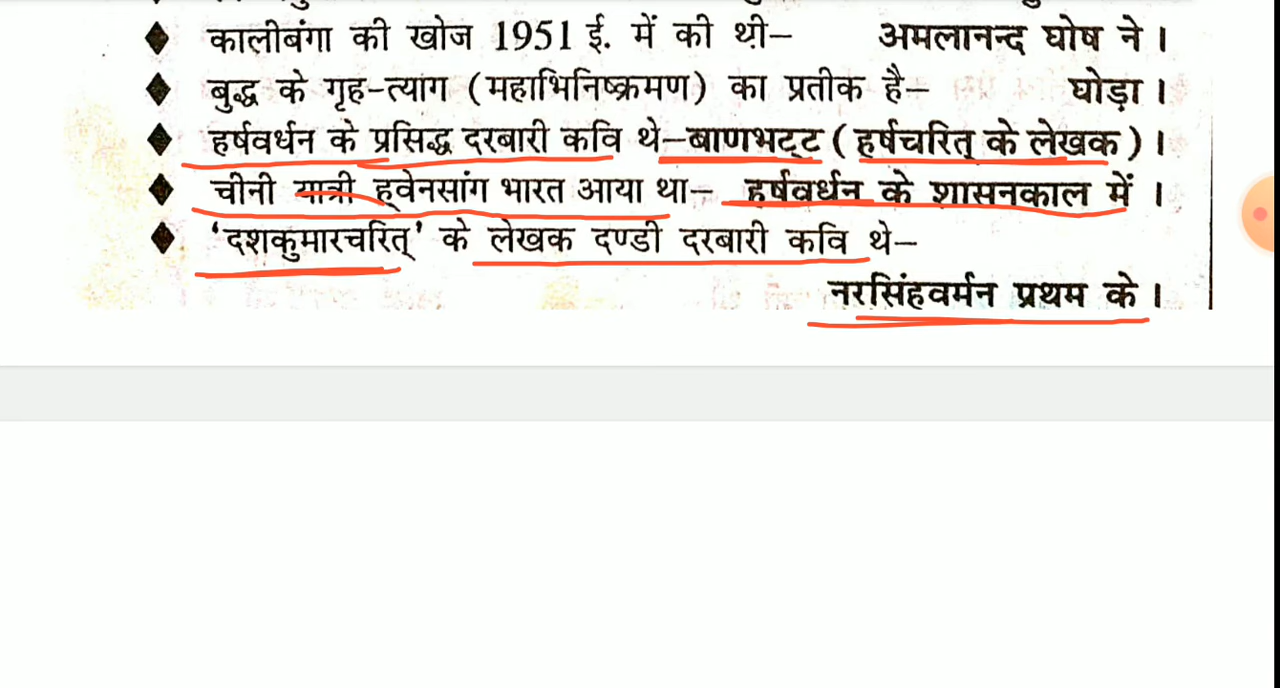 कालीबंगा की खोज 1951 ई. में की थी– अमलानन्द घोष ने ।
बुद्ध के गृह-त्याग (महाभिनिष्क्रमण) का प्रतीक है– घोड़ा ।
हर्षवर्धन के प्रसिद्ध दरबारी कवि थे–बाणभट्ट (हर्षचरित् के लेखक) ।
चीनी यात्री ह्वेनसांग भारत आया था– हर्षवर्धन के शासनकाल में ।
'दशकुमारचरित्' के लेखक दण्डी दरबारी कवि थे–
नरसिंहवर्मन प्रथम के ।